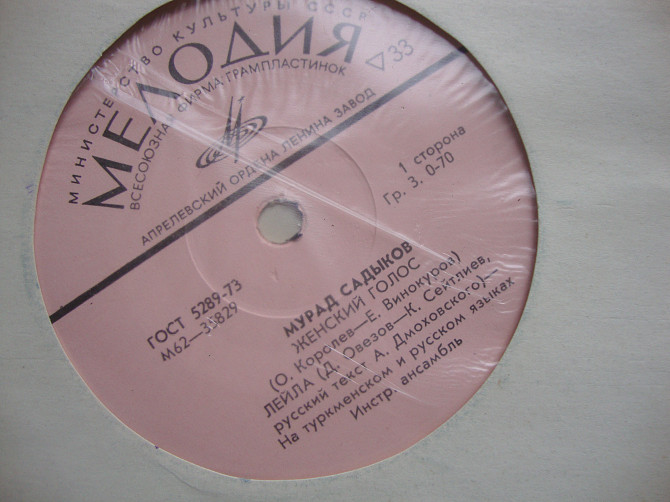 МИНИСТЕРСТВО КУЛЬТУРЫ СССР
МЕЛОДИЯ
ВСЕСОЮЗНАЯ ФИРМА ГРАМПЛАСТИНОК
33
АПРЕЛЕВСКИЙ ОРДЕНА ЛЕНИНА ЗАВОД
1 сторона
Гр. 3. 0-70
ГОСТ 5289-73
М62—35829
МУРАД САДЫКОВ
ЖЕНСКИЙ ГОЛОС
(О. Королев—Е. Винокуров)
ЛЕЙЛА (Д. Овезов—К. Сейтлиев,
русский текст А. Дмоховского)—
На туркменском и русском языках
Инстр. ансамбль